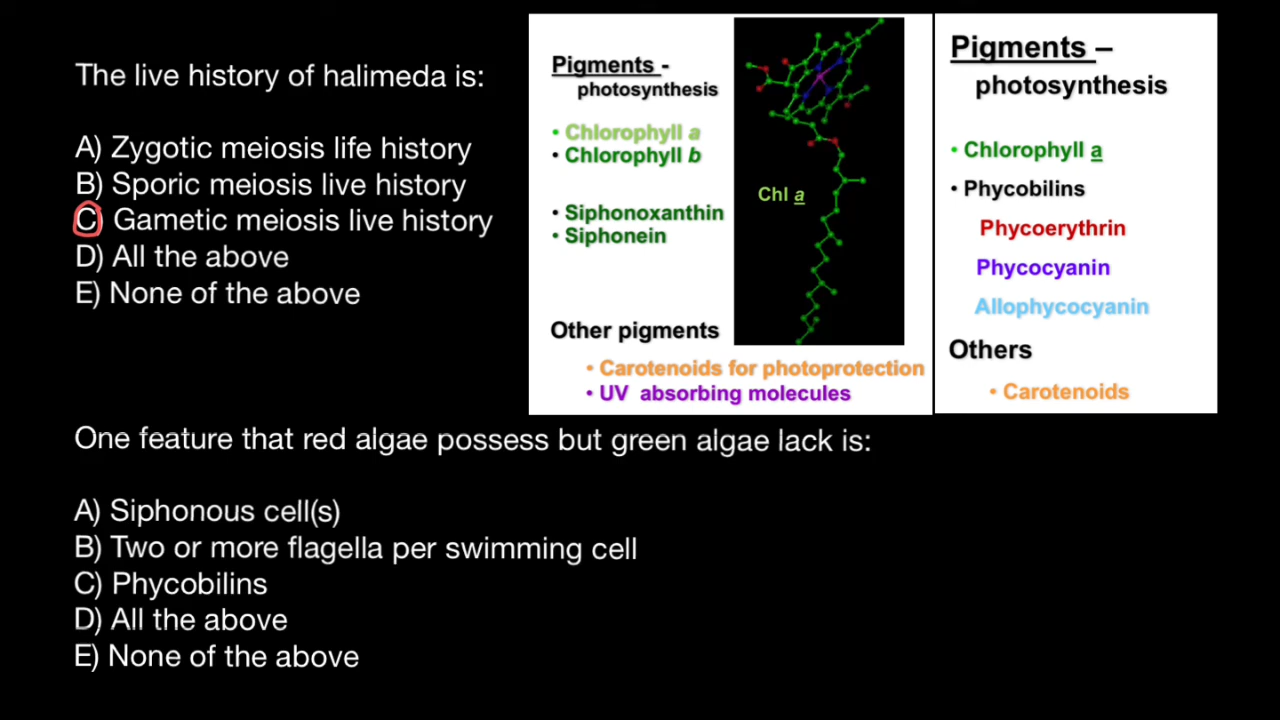 The live history of halimeda is:
A) Zygotic meiosis life history
B) Sporic meiosis live history
C) Gametic meiosis live history
D) All the above
E) None of the above
Pigments -
photosynthesis
• Chlorophyll a
• Chlorophyll b
• Siphonoxanthin
• Siphonein
Other pigments
• Carotenoids for photoprotection
• UV absorbing molecules
Chl a
Pigments –
photosynthesis
• Chlorophyll a
• Phycobilins
Phycoerythrin
Phycocyanin
Allophycocyanin
Others
• Carotenoids
One feature that red algae possess but green algae lack is:
A) Siphonous cell(s)
B) Two or more flagella per swimming cell
C) Phycobilins
D) All the above
E) None of the above